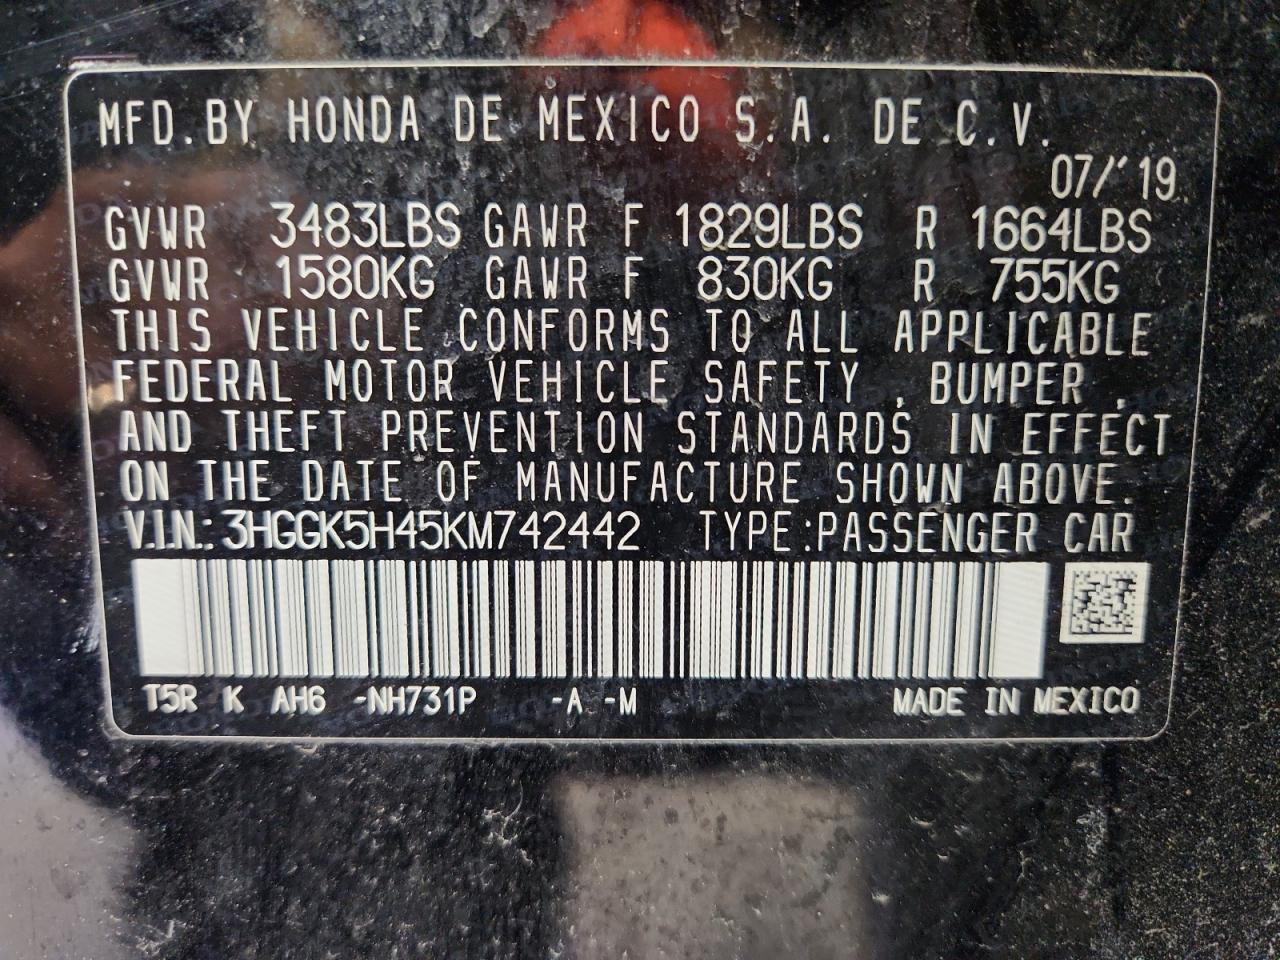 MFD. BY HONDA DE MEXICO S.A. DE C.V.
07/'19
GVWR 3483LBS GAWR F 1829LBS R 1664LBS
GVWR 1580KG GAWR F 830KG R 755KG
THIS VEHICLE CONFORMS TO ALL APPLICABLE
FEDERAL MOTOR VEHICLE SAFETY , BUMPER ,
AND THEFT PREVENTION STANDARDS IN EFFECT
ON THE DATE OF MANUFACTURE SHOWN ABOVE.
V.I.N.: 3HGGK5H45KM742442 TYPE:PASSENGER CAR
T5R K AH6 -NH731P -A -M MADE IN MEXICO